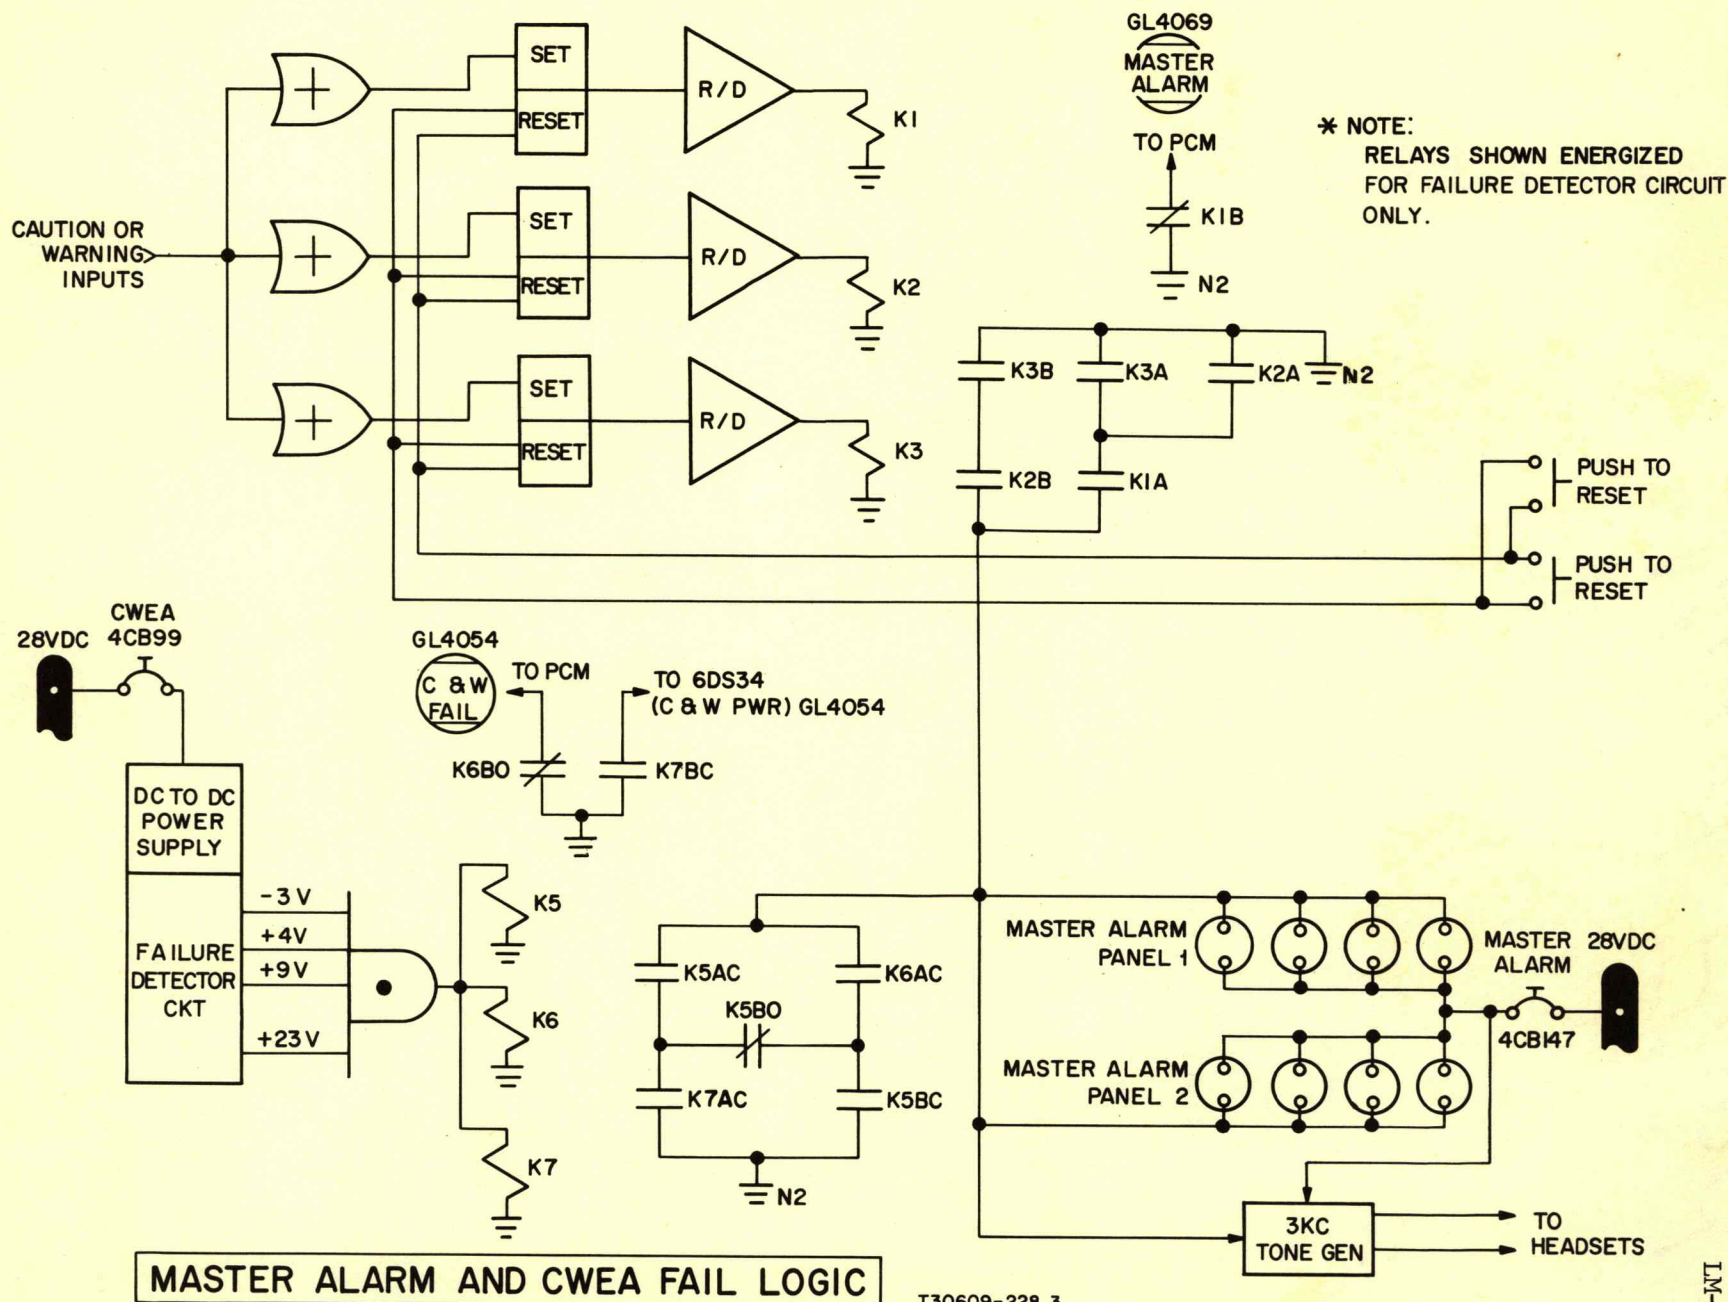 SET
RESET
R/D
K1
SET
RESET
R/D
K2
SET
RESET
R/D
K3
CAUTION OR
WARNING
INPUTS
GL4069
MASTER
ALARM
TO PCM
K1B
N2
* NOTE:
RELAYS SHOWN ENERGIZED
FOR FAILURE DETECTOR CIRCUIT
ONLY.
K3B
K3A
K2A
N2
K2B
K1A
PUSH TO
RESET
PUSH TO
RESET
CWEA
28VDC 4CB99
DC TO DC
POWER
SUPPLY
FAILURE
DETECTOR
CKT
-3V
+4V
+9V
+23V
GL4054
C & W
FAIL
TO PCM
TO 6DS34
(C & W PWR) GL4054
K6BO
K7BC
K5
K6
K7
K5AC
K6AC
K5BO
K7AC
K5BC
N2
MASTER ALARM
PANEL 1
MASTER 28VDC
ALARM
4CB147
MASTER ALARM
PANEL 2
3KC
TONE GEN
TO
HEADSETS
MASTER ALARM AND CWEA FAIL LOGIC
T30609-228.3
LM-